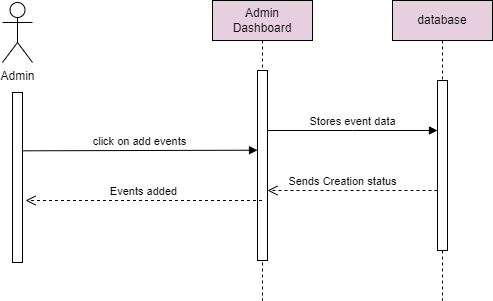 Admin
Dashboard
database
Admin
Stores event data
click on add events
Sends Creation status
Events added